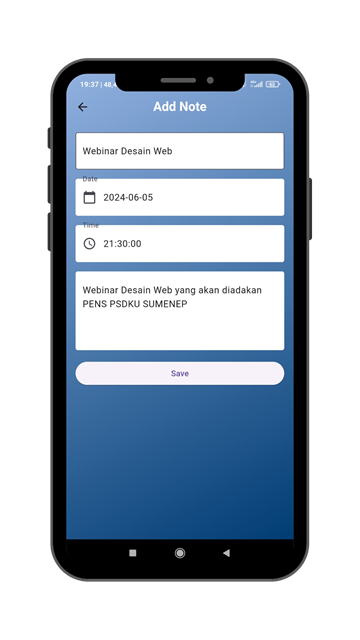 19:37 | 48,4
Add Note
Webinar Desain Web
Date
2024-06-05
Time
21:30:00
Webinar Desain Web yang akan diadakan
PENS PSDKU SUMENEP
Save